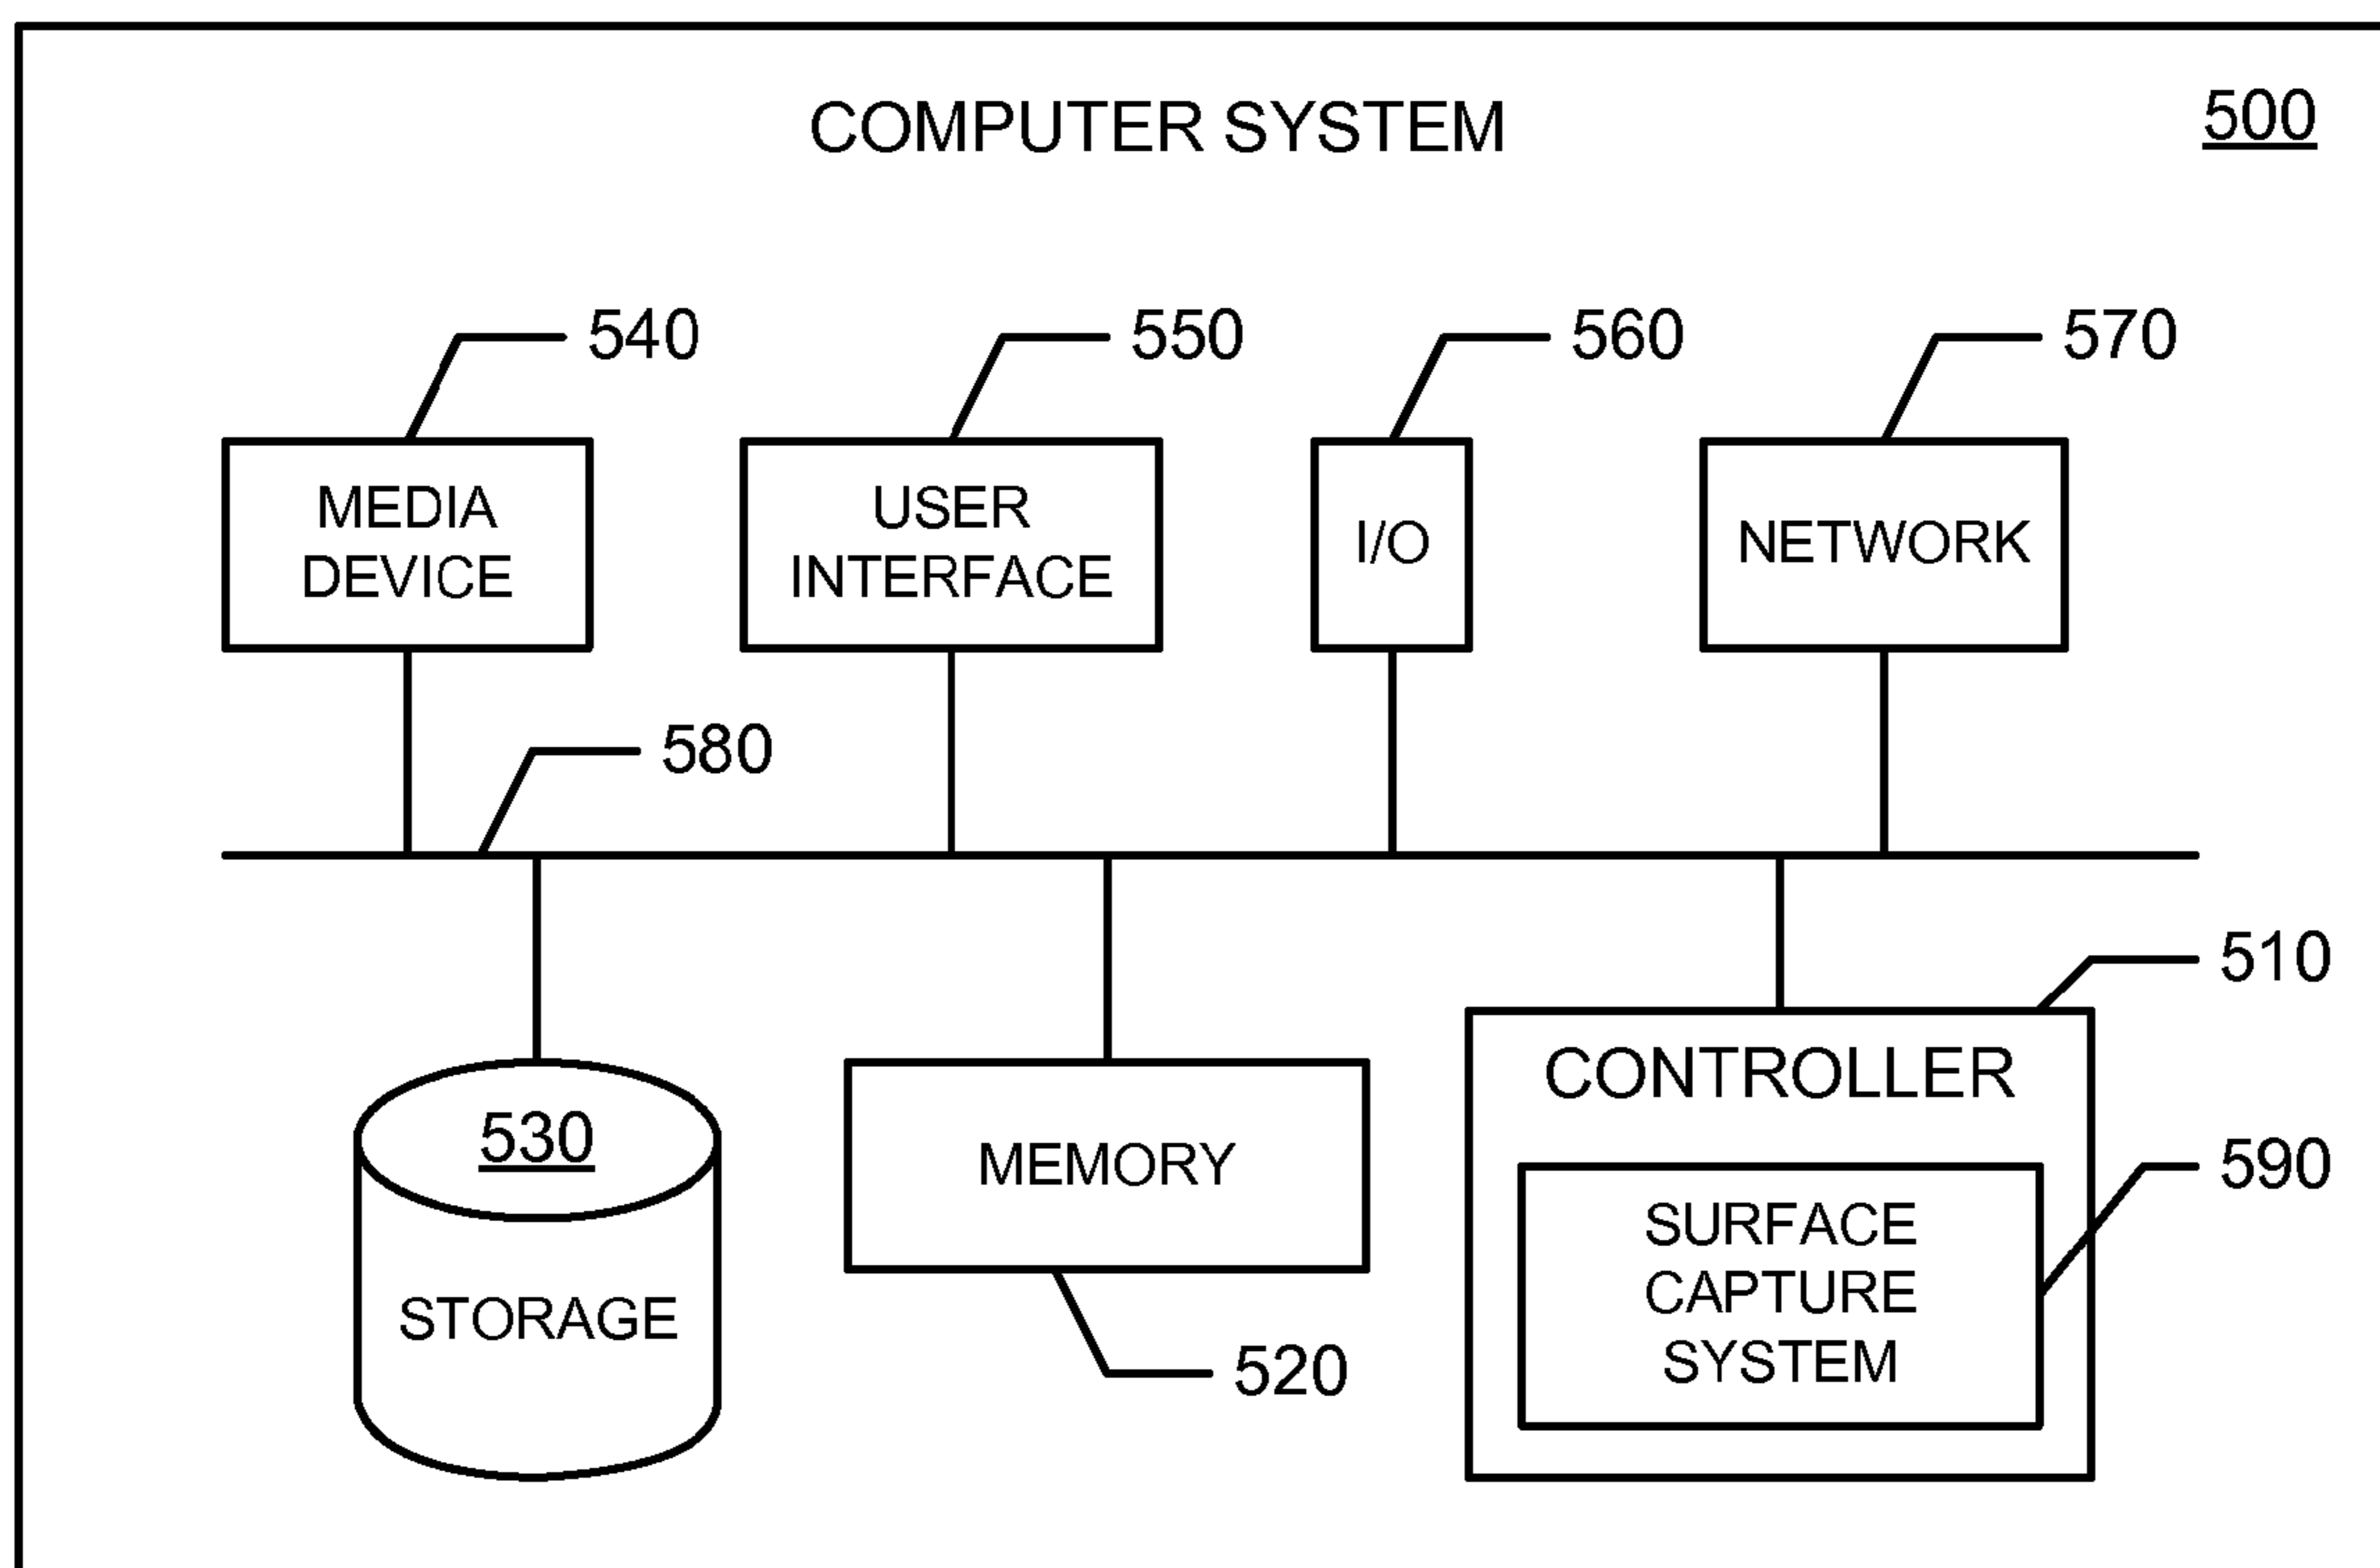 COMPUTER SYSTEM
500
540
550
560
570
MEDIA
DEVICE
USER
INTERFACE
I/O
NETWORK
580
510
CONTROLLER
530
STORAGE
MEMORY
520
590
SURFACE
CAPTURE
SYSTEM